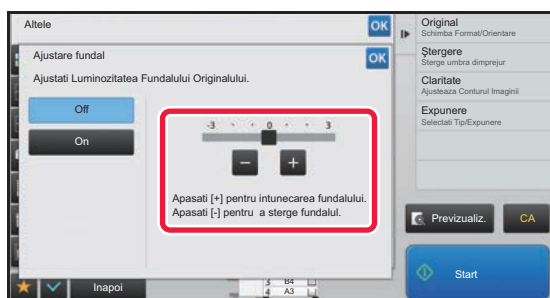 Altele
OK
Ajustare fundal
OK
Ajustati Luminozitatea Fundalului Originalului.
Off
On
-3 0 3
- +
Apasati [+] pentru intunecarea fundalului.
Apasati [-] pentru a sterge fundalul.
Inapoi
3 B4
4 A3
Original
Schimba Format/Orientare
Ştergere
Sterge umbra dimprejur
Claritate
Ajusteaza Conturul Imaginii
Expunere
Selectati Tip/Expunere
Previzualiz.
CA
Start